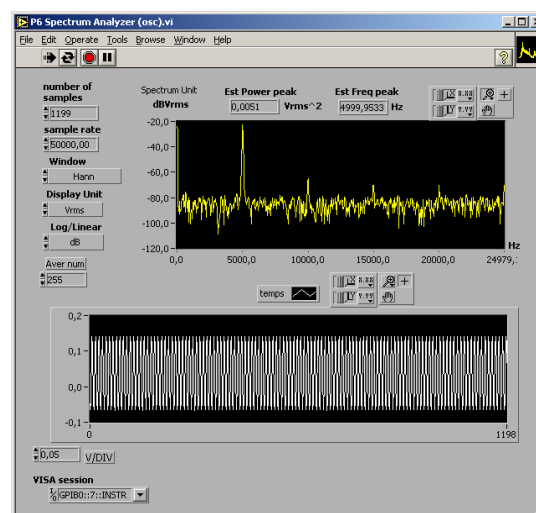 P6 Spectrum Analyzer (osc).vi
File Edit Operate Tools Browse Window Help
number of samples
1199
sample rate
50000,00
Window
Hann
Display Unit
Vrms
Log/Linear
dB
Aver num
255
Spectrum Unit
dBVrms
Est Power peak
0,0051 Vrms^2
Est Freq peak
4999,9533 Hz
X X.XX
Y Y.YY
-20,0
-40,0
-60,0
-80,0
-100,0
-120,0
0,0 5000,0 10000,0 15000,0 20000,0 24979,
Hz
temps
X X.XX
Y Y.YY
0,2
0,1
0,0
-0,1
0 1198
0,05 V/DIV
VISA session
I/O GPIB0::7::INSTR